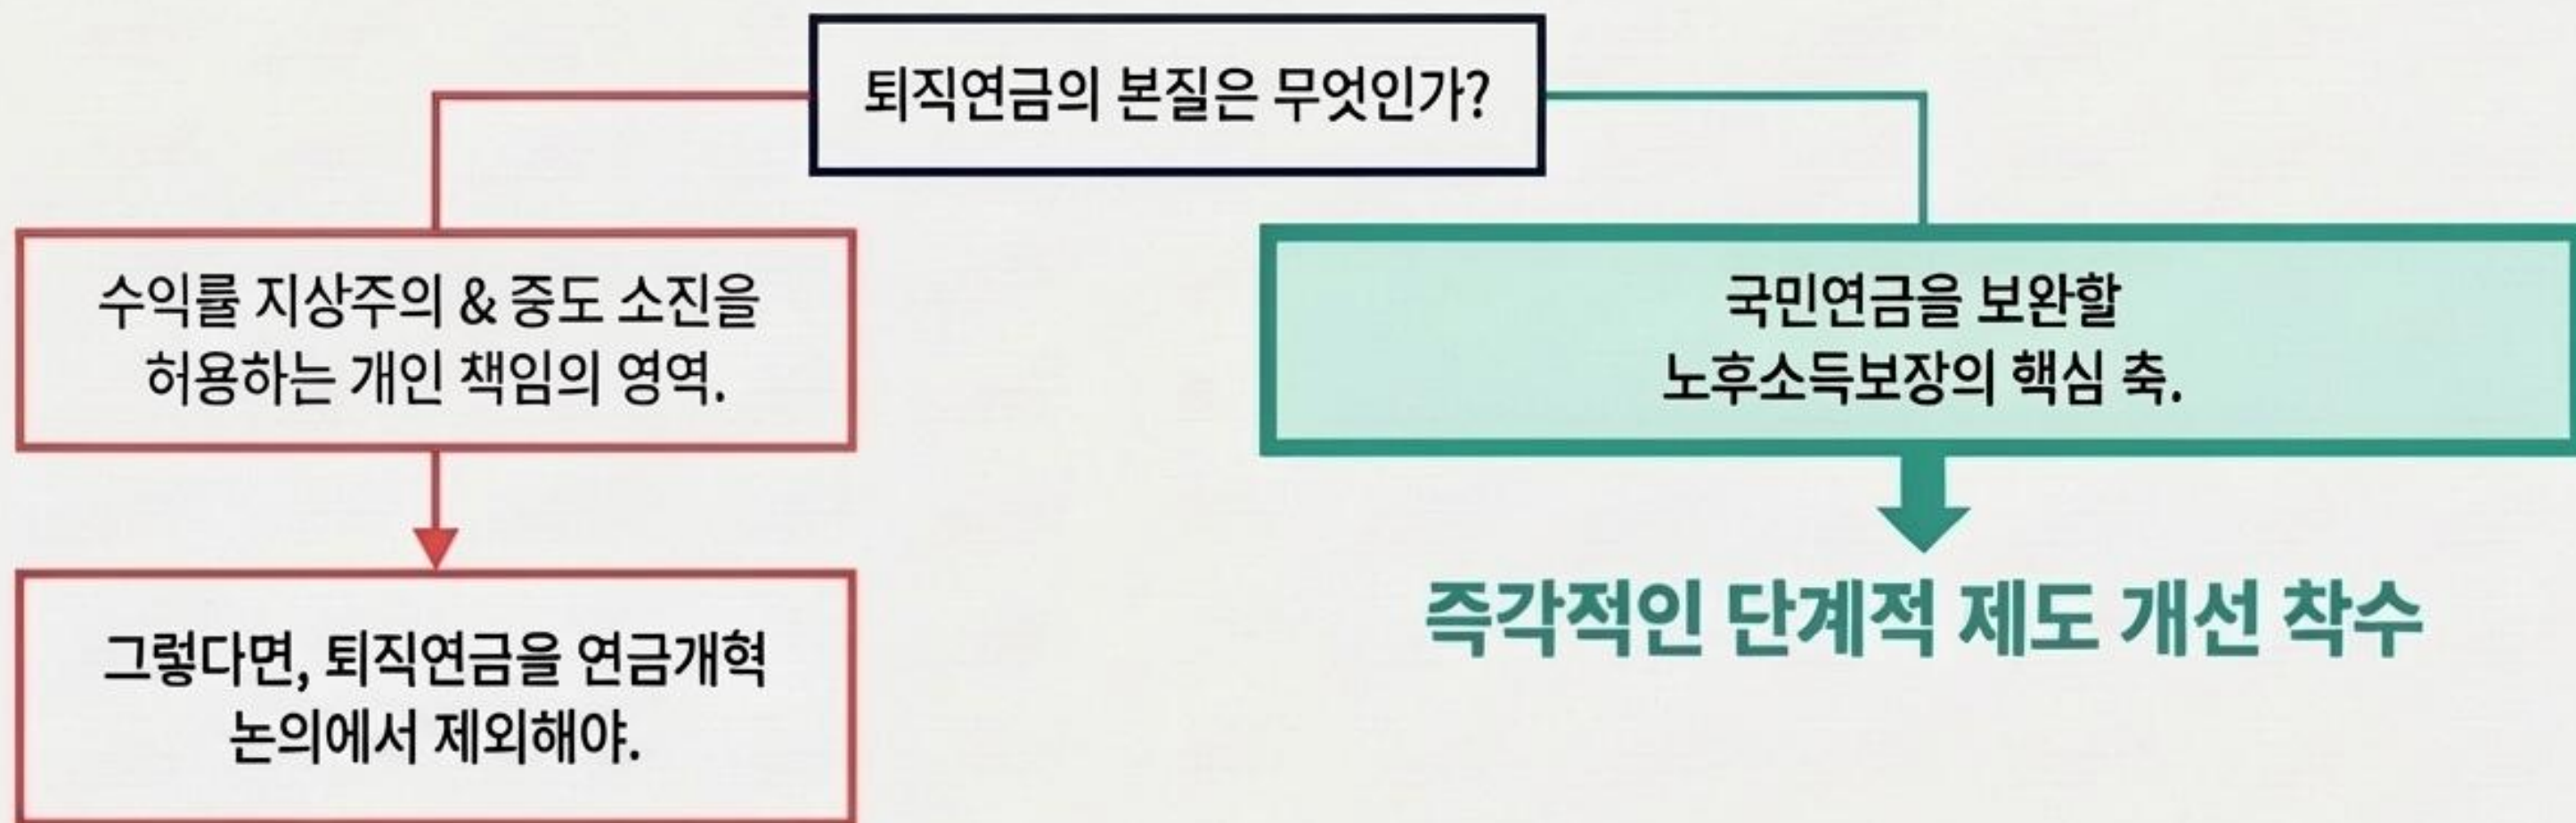 퇴직연금의 본질은 무엇인가?
수익률 지상주의 & 중도 소진을
허용하는 개인 책임의 영역.
그렇다면, 퇴직연금을 연금개혁
논의에서 제외해야.
국민연금을 보완할
노후소득보장의 핵심 축.
즉각적인 단계적 제도 개선 착수